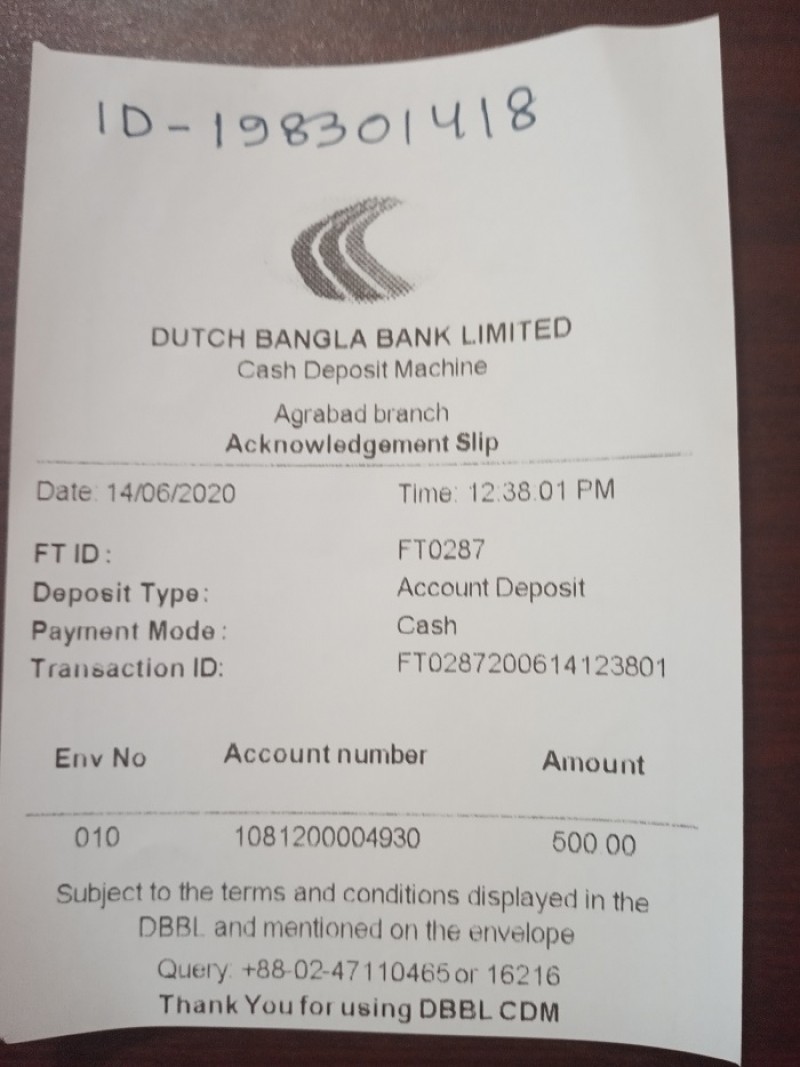 ID-198301418
DUTCH BANGLA BANK LIMITED
Cash Deposit Machine
Agrabad branch
Acknowledgement Slip
Date: 14/06/2020 Time: 12:38:01 PM
FT ID: FT0287
Deposit Type: Account Deposit
Payment Mode: Cash
Transaction ID: FT0287200614123801
Env No Account number Amount
010 1081200004930 500.00
Subject to the terms and conditions displayed in the
DBBL and mentioned on the envelope
Query: +88-02-47110465 or 16216
Thank You for using DBBL CDM